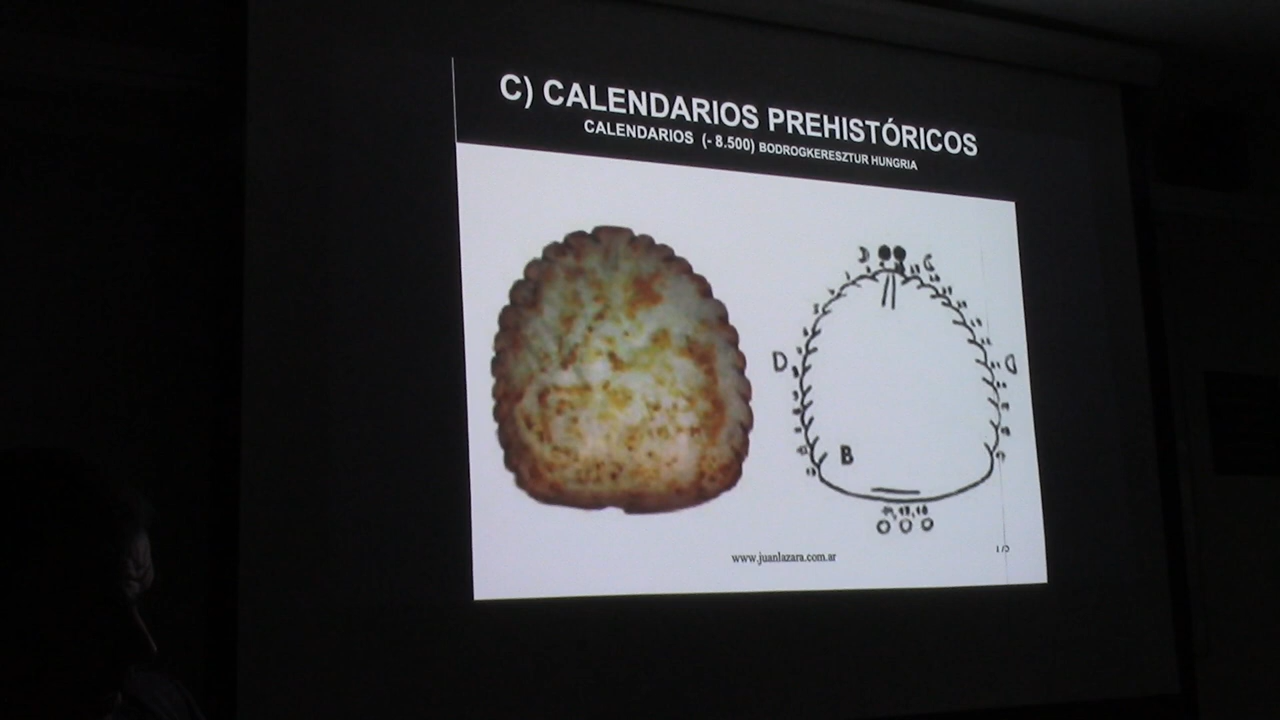 C) CALENDARIOS PREHISTÓRICOS
CALENDARIOS (- 8.500) BODROGKERESZTUR HUNGRIA
D
B
www.juanlazara.com.ar